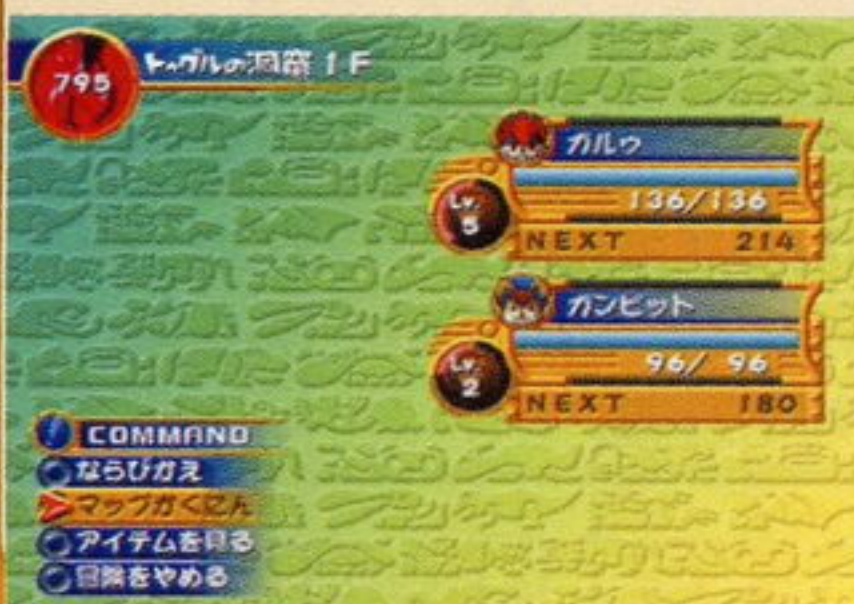 795
トゥグルの洞窟 1F
ガルゥ
136/136
Lv. 5
NEXT 214
ガンビット
96/ 96
Lv. 2
NEXT 180
COMMAND
ならびかえ
マップかくにん
アイテムを見る
冒険をやめる